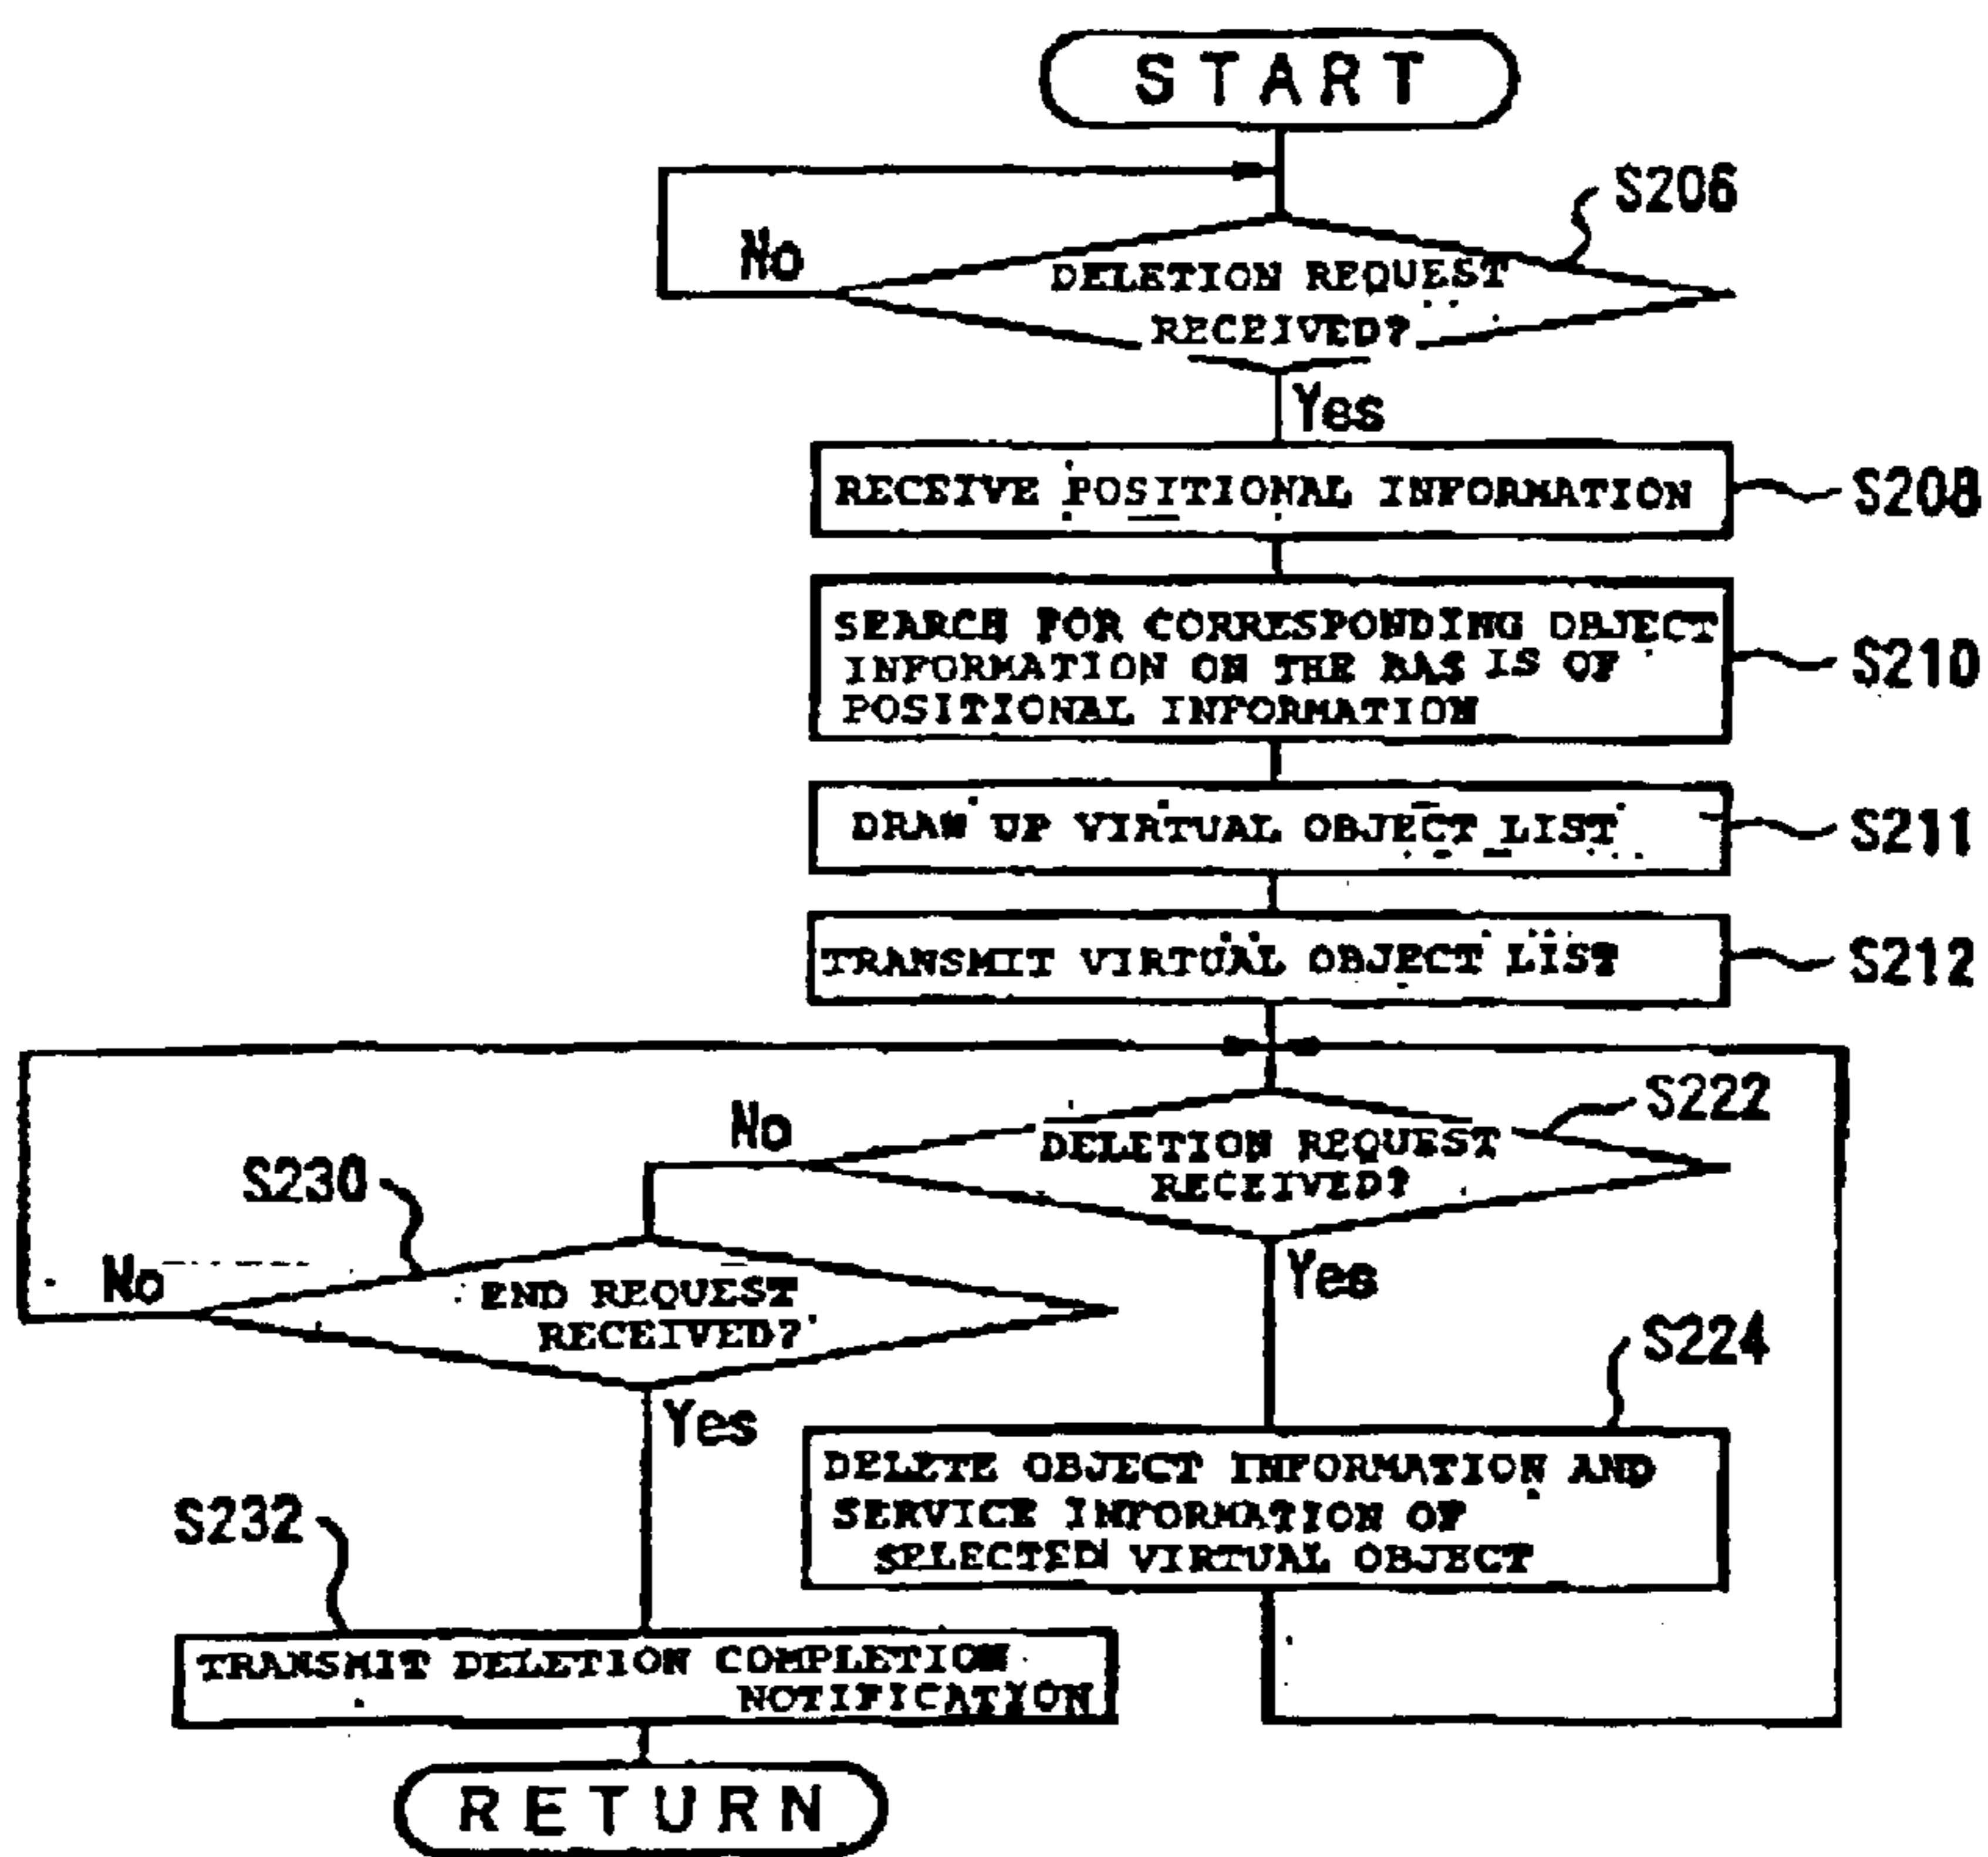 START
S206
No
DELETION REQUEST
RECEIVED?
Yes
RECEIVE POSITIONAL INFORMATION
S208
SEARCH FOR CORRESPONDING OBJECT
INFORMATION ON THE BAS IS OF
POSITIONAL INFORMATION
S210
DRAW UP VIRTUAL OBJECT LIST
S211
TRANSMIT VIRTUAL OBJECT LIST
S212
S222
No
DELETION REQUEST
RECEIVED?
S230
Yes
No
END REQUEST
RECEIVED?
S224
Yes
DELETE OBJECT INFORMATION AND
SERVICE INFORMATION OF
SELECTED VIRTUAL OBJECT
S232
TRANSMIT DELETION COMPLETION
NOTIFICATION
RETURN